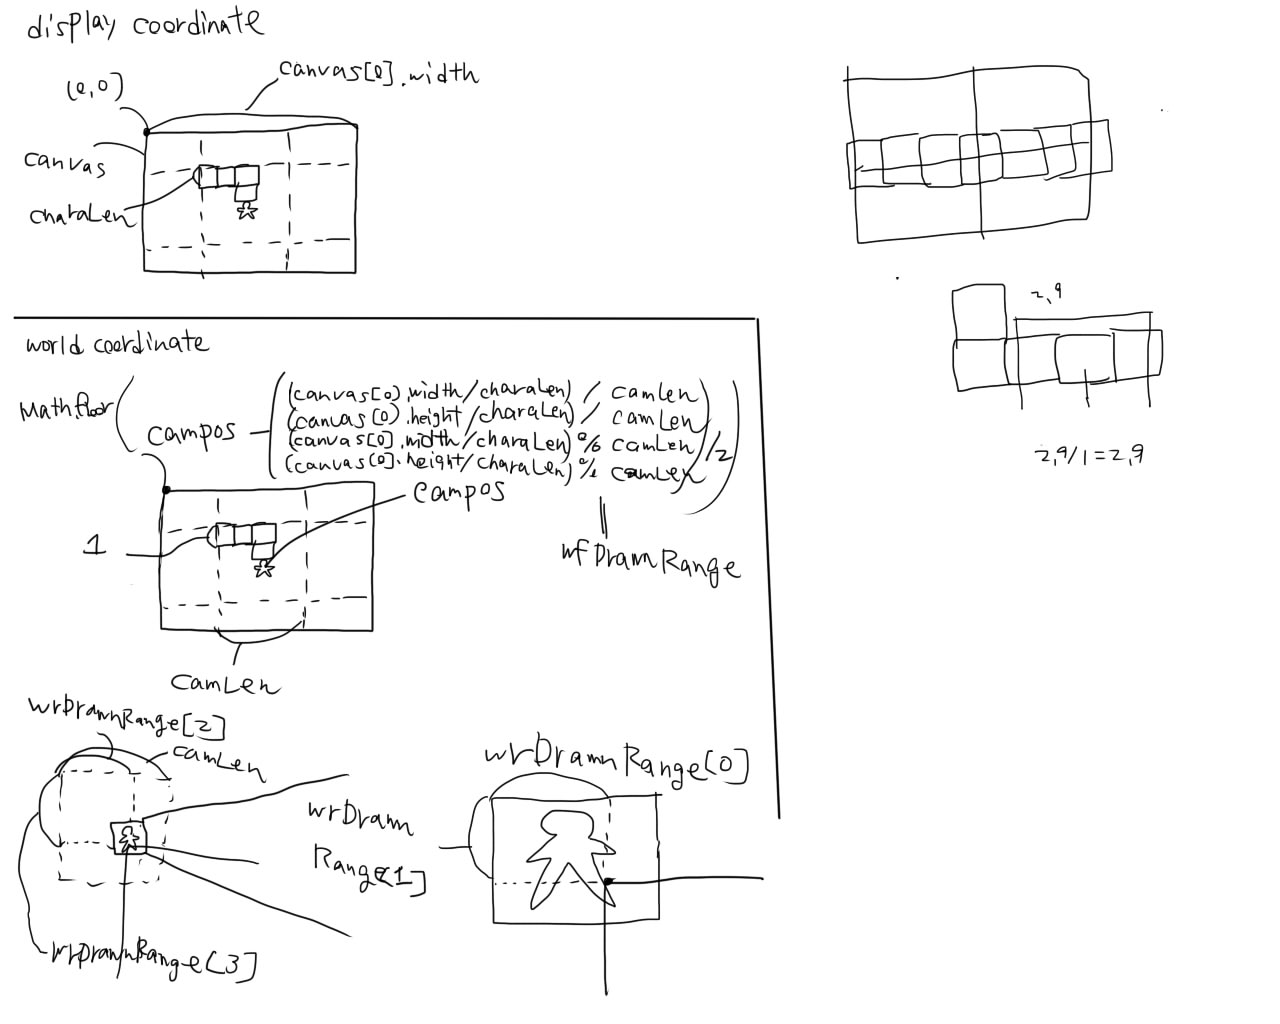 display coordinate
canvas[0].width
(0,0)
canvas
charaLen
2,9
2,9/1=2,9
world coordinate
Math.floor
campos
(canvas[0].width/charaLen) / camLen
(canvas[0].height/charaLen) / camLen
(canvas[0].width/charaLen) % camLen
(canvas[0].height/charaLen) % camLen
/2
campos
1
wfDrawnRange
camLen
wrDrawnRange[2]
camLen
wrDrawnRange[0]
wrDrawn
Range[1]
wrDrawnRange[3]